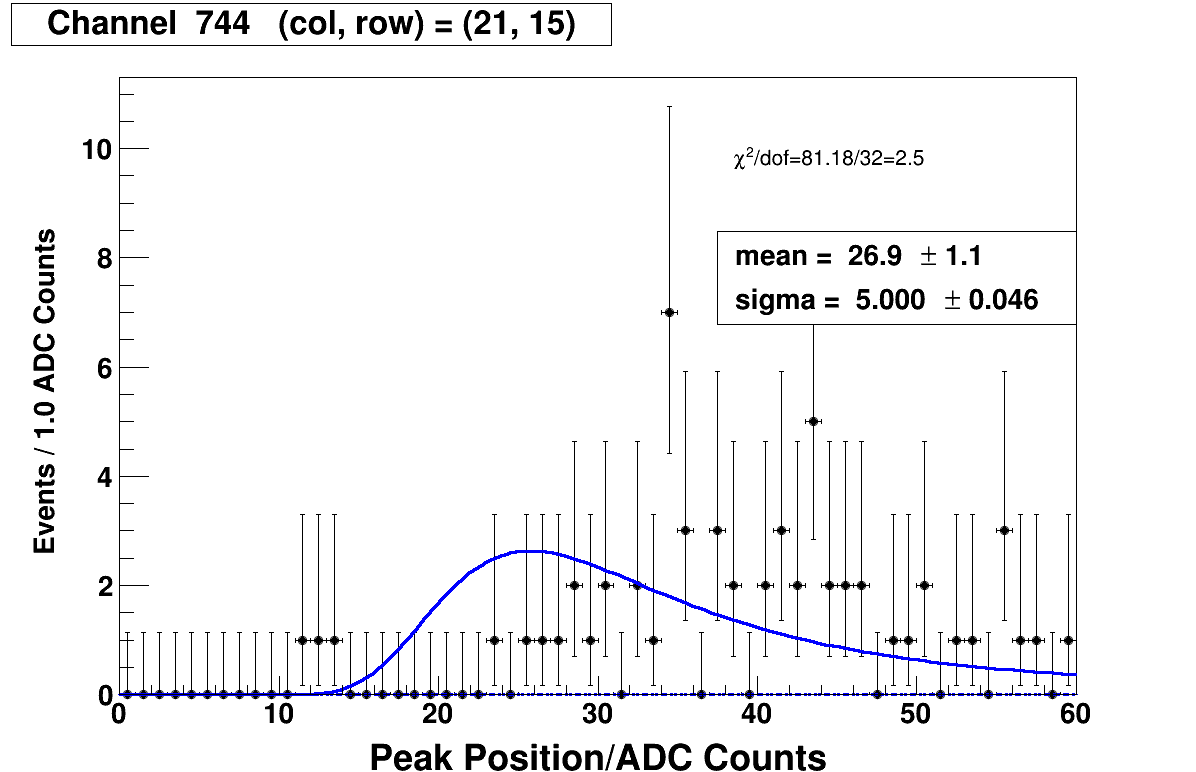 Channel 744 (col, row) = (21, 15)
10
8
6
4
2
0
Events / 1.0 ADC Counts
χ²/dof=81.18/32=2.5
mean = 26.9 ± 1.1
sigma = 5.000 ± 0.046
0 10 20 30 40 50 60
Peak Position/ADC Counts